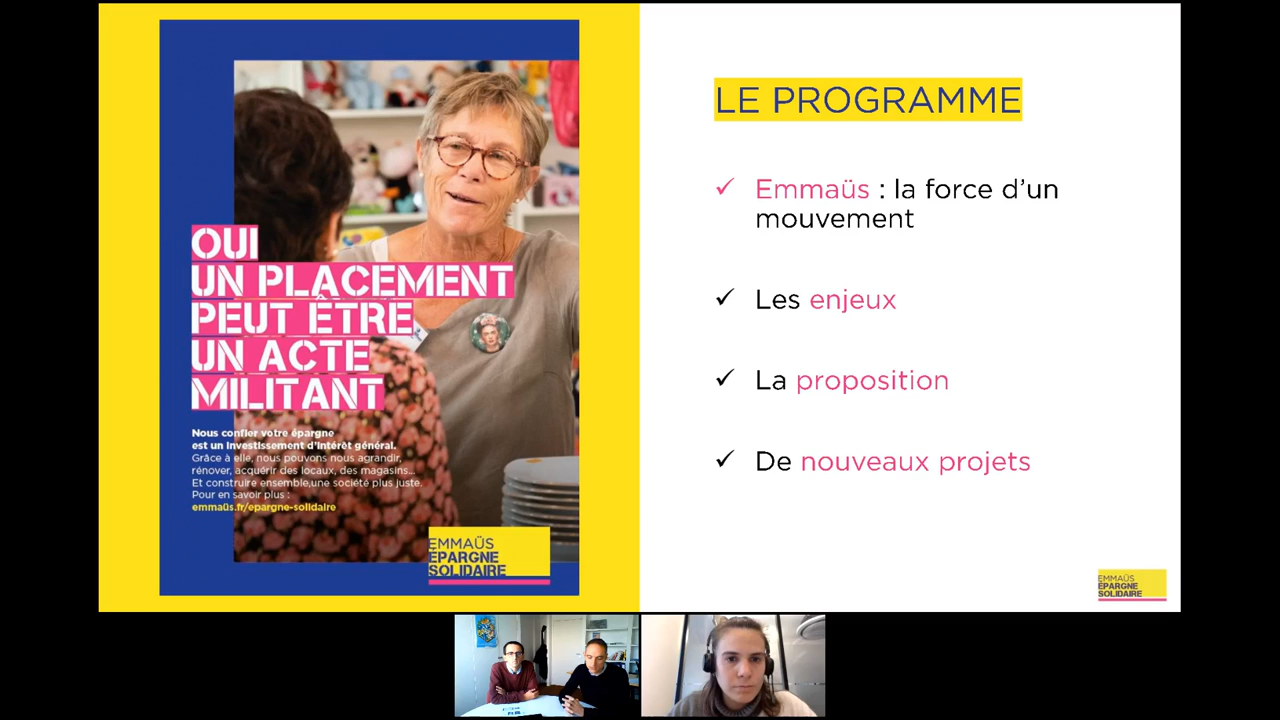 OUI
UN PLACEMENT
PEUT ÊTRE
UN ACTE
MILITANT
Nous confier votre épargne
est un investissement d'intérêt général.
Grâce à elle, nous pouvons nous agrandir,
rénover, acquérir des locaux, des magasins...
Et construire ensemble,une société plus juste.
Pour en savoir plus :
emmaüs.fr/epargne-solidaire
EMMAÜS
ÉPARGNE
SOLIDAIRE
LE PROGRAMME
✓ Emmaüs : la force d'un
mouvement
✓ Les enjeux
✓ La proposition
✓ De nouveaux projets
EMMAÜS
ÉPARGNE
SOLIDAIRE